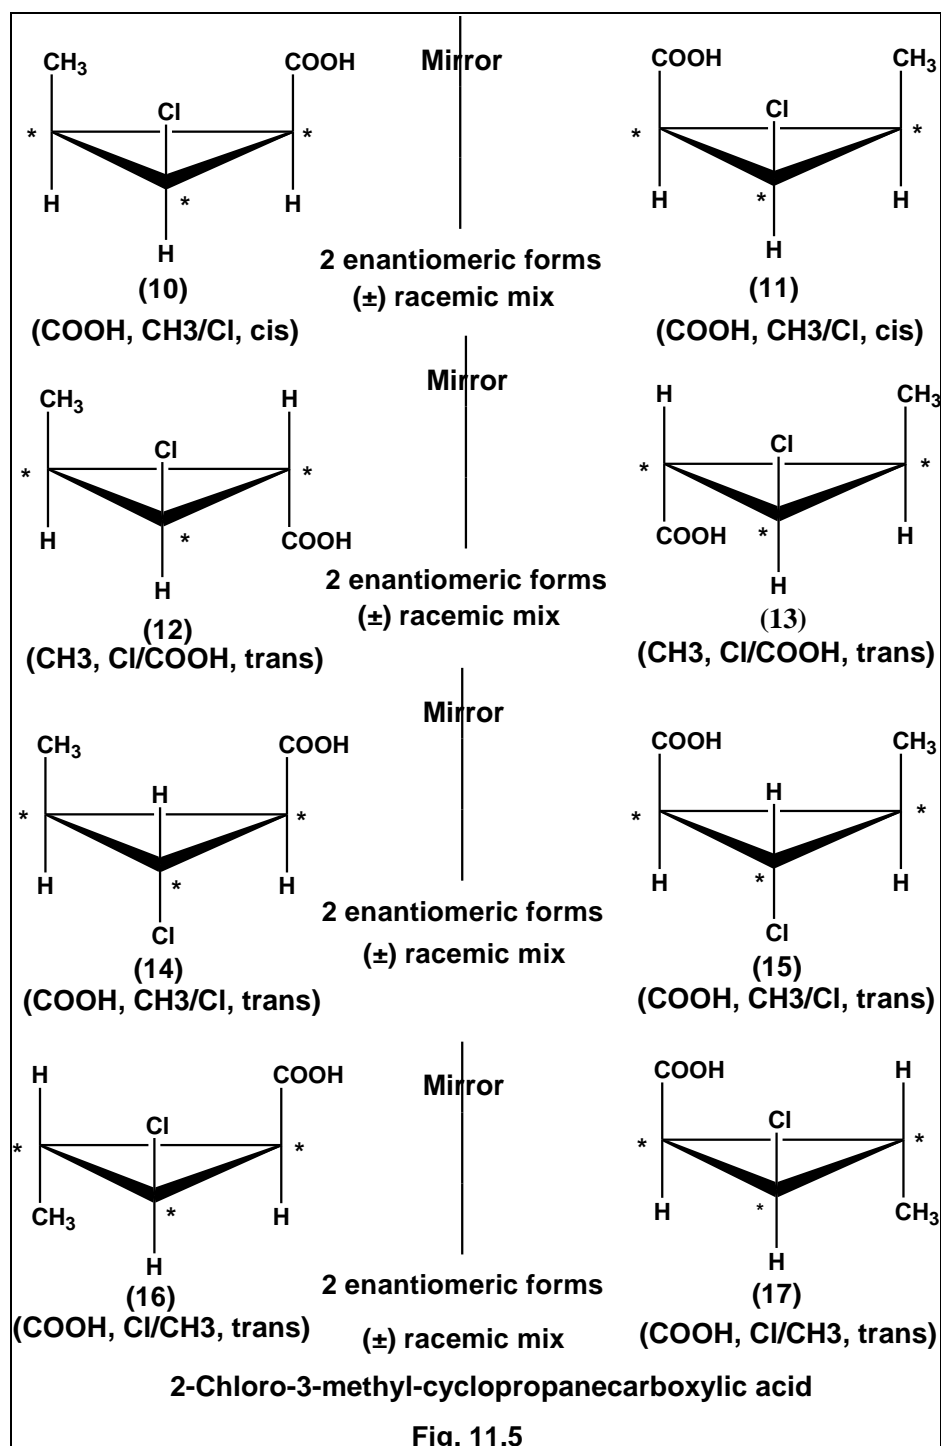 CH3 COOH Mirror COOH CH3
Cl Cl
* * * *
H * H H * H
H H
2 enantiomeric forms
(10) (±) racemic mix (11)
(COOH, CH3/Cl, cis) (COOH, CH3/Cl, cis)
Mirror
CH3 H H CH3
Cl Cl
* * * *
H * COOH COOH * H
H H
2 enantiomeric forms
(12) (±) racemic mix (13)
(CH3, Cl/COOH, trans) (CH3, Cl/COOH, trans)
Mirror
CH3 COOH COOH CH3
H H
* * * *
H * H H * H
Cl Cl
2 enantiomeric forms
(14) (±) racemic mix (15)
(COOH, CH3/Cl, trans) (COOH, CH3/Cl, trans)
H COOH Mirror COOH H
Cl Cl
* * * *
CH3 * H H * CH3
H H
2 enantiomeric forms
(16) (17)
(COOH, Cl/CH3, trans) (±) racemic mix (COOH, Cl/CH3, trans)
2-Chloro-3-methyl-cyclopropanecarboxylic acid
Fig. 11.5